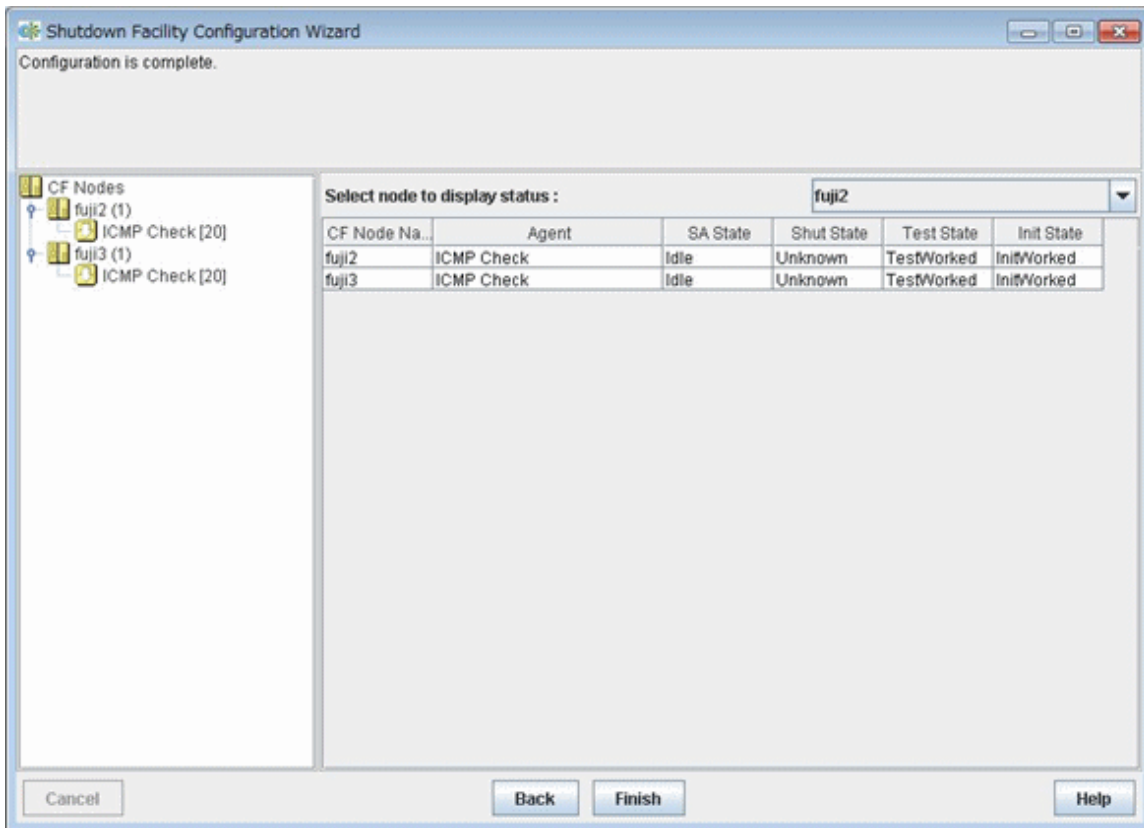 Shutdown Facility Configuration Wizard
Configuration is complete.
CF Nodes
fuji2 (1)
ICMP Check [20]
fuji3 (1)
ICMP Check [20]
Select node to display status : fuji2
CF Node Na... Agent SA State Shut State Test State Init State
fuji2 ICMP Check Idle Unknown TestWorked InitWorked
fuji3 ICMP Check Idle Unknown TestWorked InitWorked
Cancel Back Finish Help